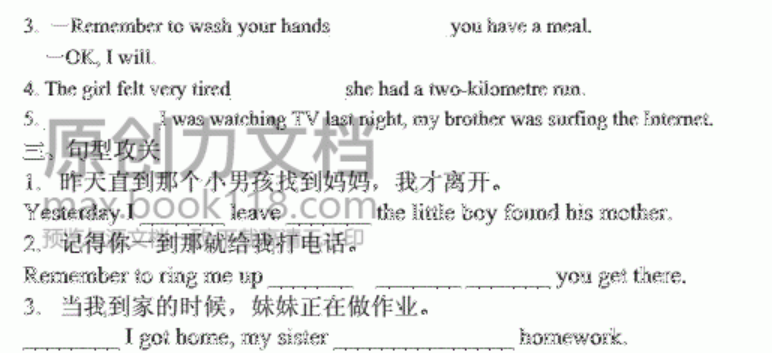 3. —Remember to wash your hands ________ you have a meal.
—OK, I will.
4. The girl felt very tired ________ she had a two-kilometre run.
5. ________ I was watching TV last night, my brother was surfing the Internet.
三、句型攻关
1. 昨天直到那个小男孩找到妈妈，我才离开。
Yesterday I ________ leave ________ the little boy found his mother.
2. 记得你一到那就给我打电话。
Remember to ring me up ________ ________ ________ you get there.
3. 当我到家的时候，妹妹正在做作业。
________ I got home, my sister ________________ homework.
原创力文档
max.book118.com